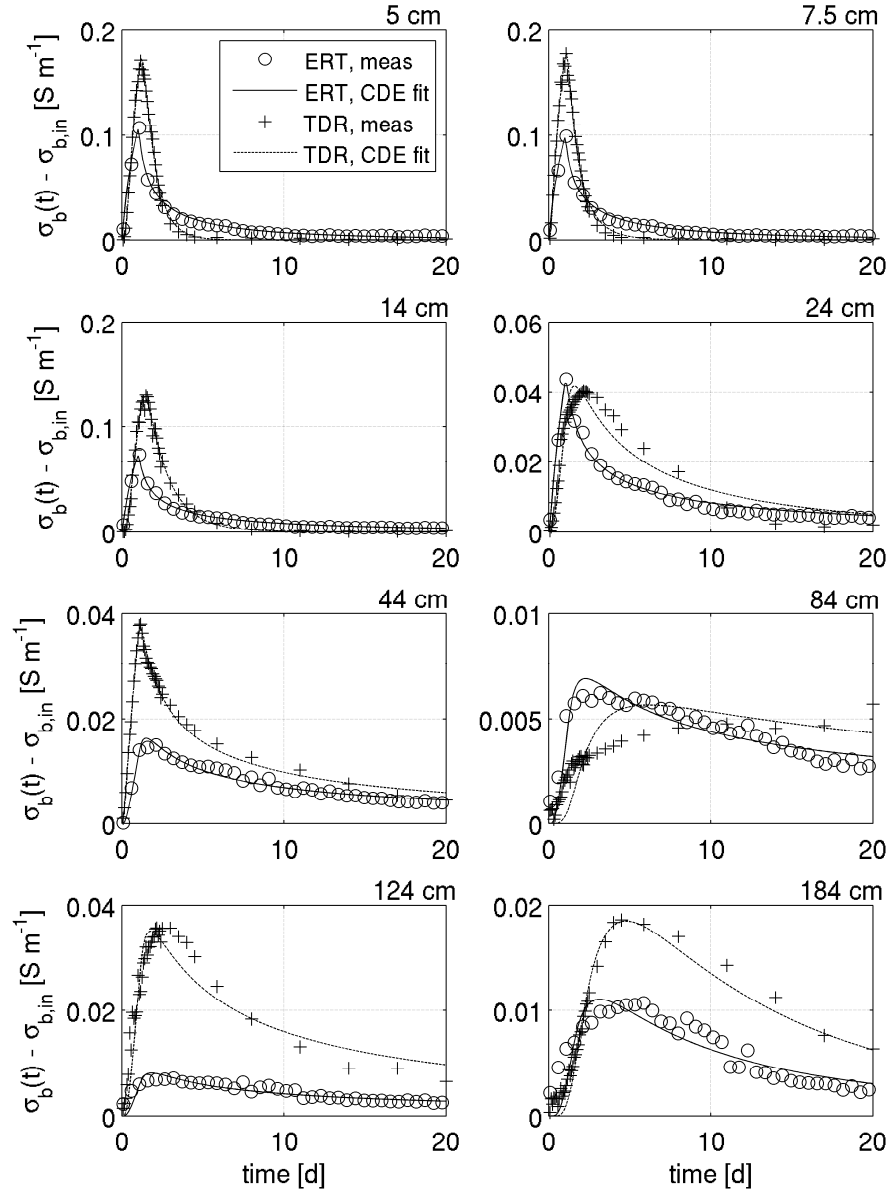 5 cm
7.5 cm
0.2
0.1
0
0 10 20
σb(t) - σb,in [S m-1]
ERT, meas
ERT, CDE fit
TDR, meas
TDR, CDE fit
0.2
0.1
0
0 10 20
14 cm
24 cm
0.2
0.1
0
0 10 20
σb(t) - σb,in [S m-1]
0.06
0.04
0.02
0
0 10 20
44 cm
84 cm
0.04
0.02
0
0 10 20
σb(t) - σb,in [S m-1]
0.01
0.005
0
0 10 20
124 cm
184 cm
0.04
0.02
0
0 10 20
σb(t) - σb,in [S m-1]
time [d]
0.02
0.01
0
0 10 20
time [d]